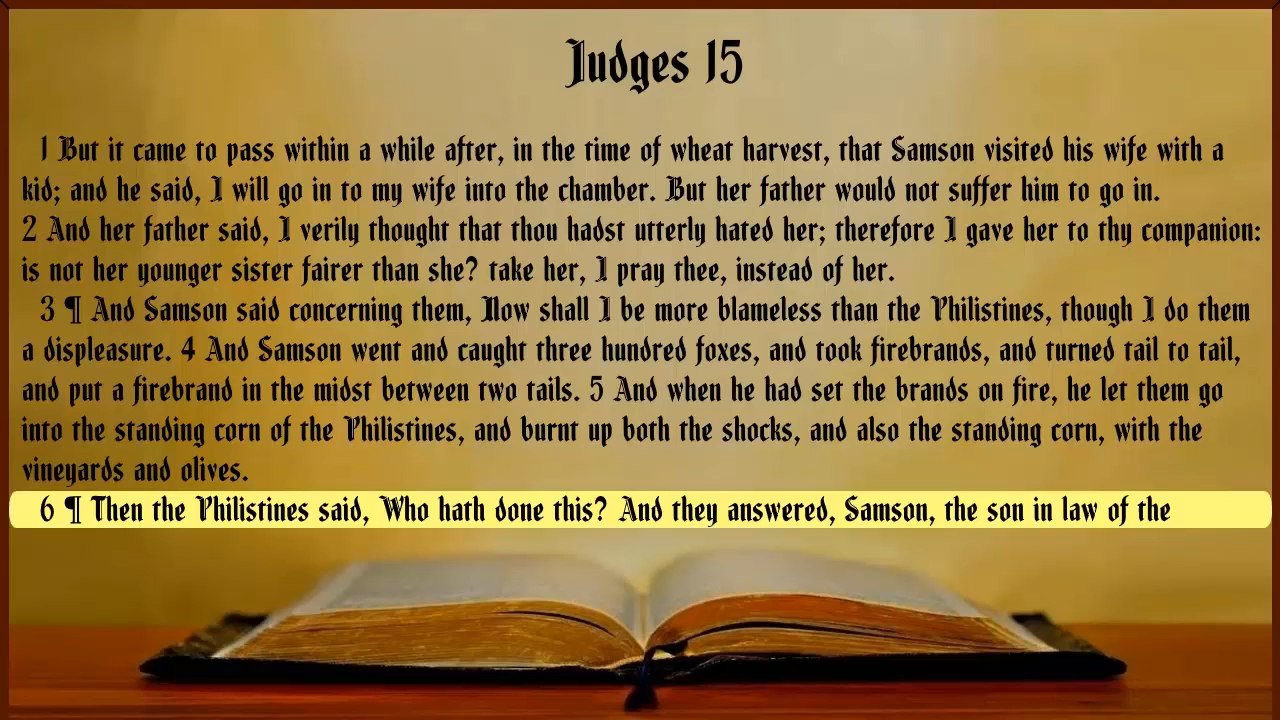 Judges 15
1 But it came to pass within a while after, in the time of wheat harvest, that Samson visited his wife with a
kid; and he said, I will go in to my wife into the chamber. But her father would not suffer him to go in.
2 And her father said, I verily thought that thou hadst utterly hated her; therefore I gave her to thy companion:
is not her younger sister fairer than she? take her, I pray thee, instead of her.
3 ¶ And Samson said concerning them, Now shall I be more blameless than the Philistines, though I do them
a displeasure. 4 And Samson went and caught three hundred foxes, and took firebrands, and turned tail to tail,
and put a firebrand in the midst between two tails. 5 And when he had set the brands on fire, he let them go
into the standing corn of the Philistines, and burnt up both the shocks, and also the standing corn, with the
vineyards and olives.
6 ¶ Then the Philistines said, Who hath done this? And they answered, Samson, the son in law of the